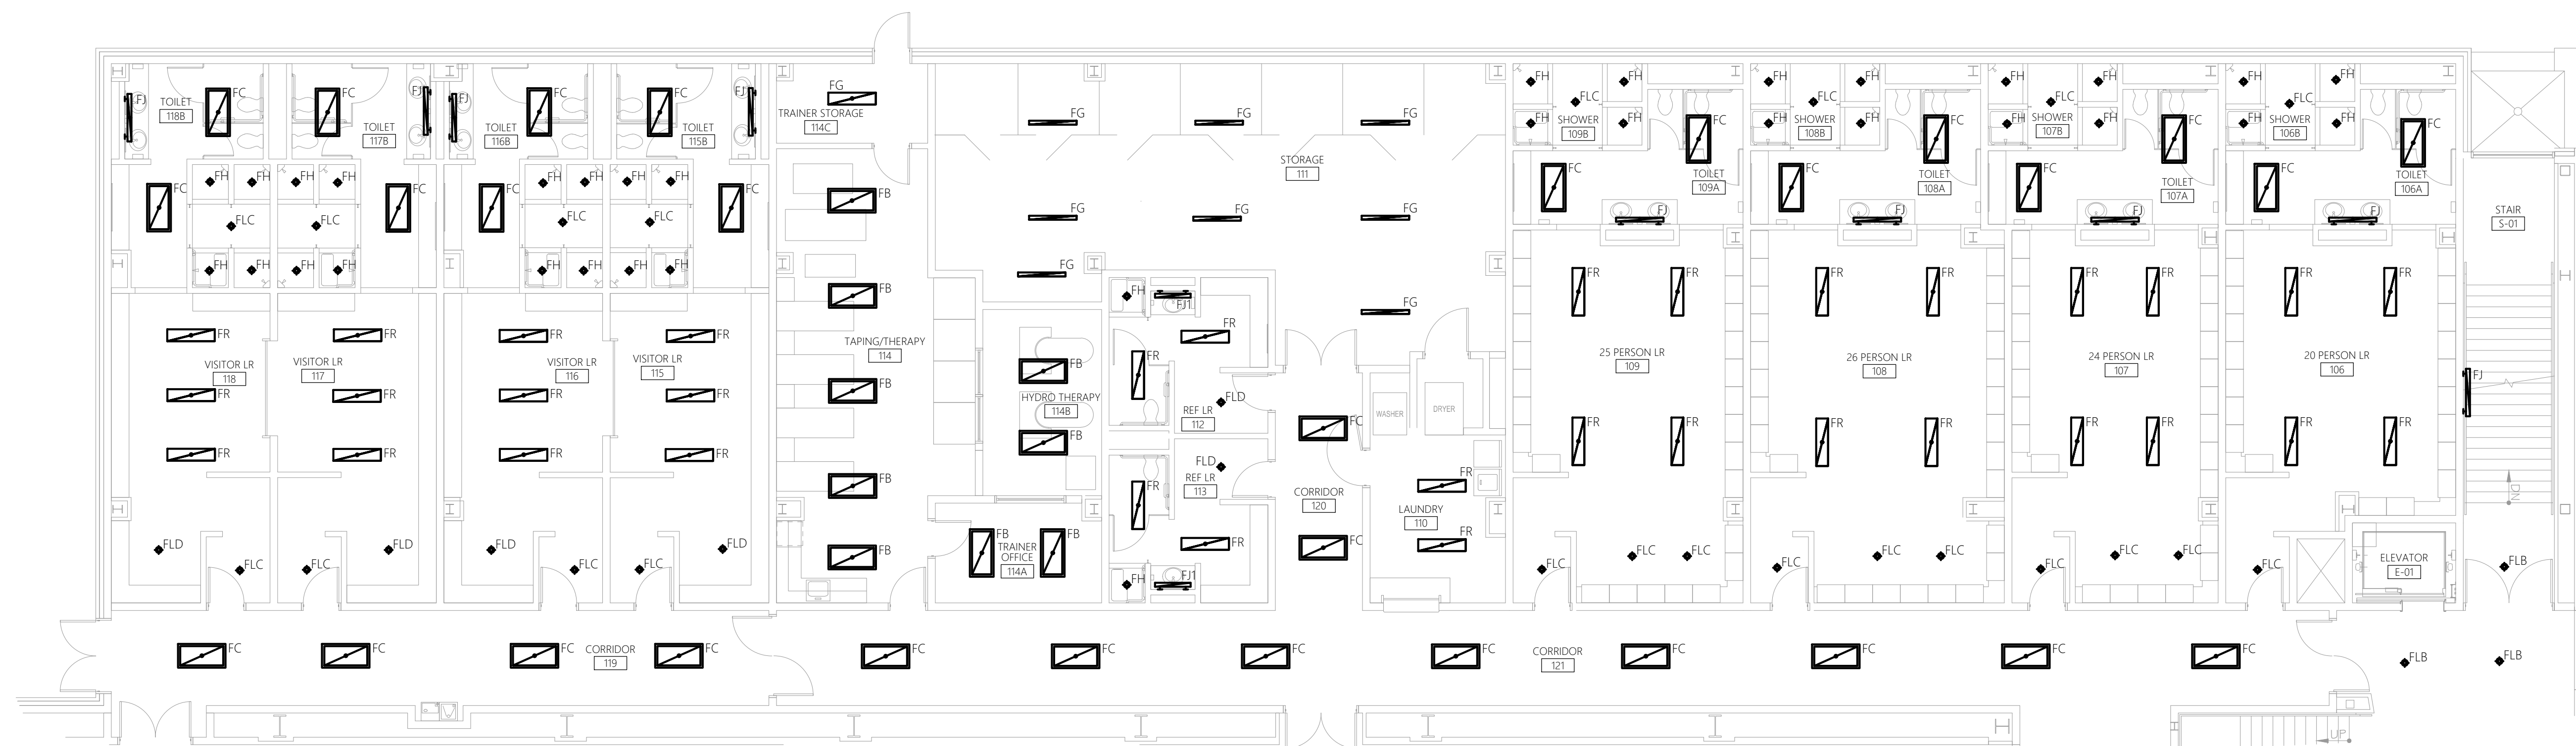 FG
TRAINER STORAGE
114C
FJ
TOILET
118B
FC
FC
FJ
TOILET
117B
FJ
TOILET
116B
FC
FC
FJ
TOILET
115B
FG
FG
FG
FH
FH
FLC
SHOWER
109B
FH
FH
FC
FH
FH
FLC
SHOWER
108B
FH
FH
FC
FH
FH
FLC
SHOWER
107B
FH
FH
FC
FH
FH
FLC
SHOWER
106B
FH
FH
FC
STORAGE
111
FC
TOILET
109A
FC
TOILET
108A
FC
TOILET
107A
FC
TOILET
106A
FC
FH
FH
FH
FH
FC
FC
FH
FH
FH
FH
FC
FB
FLC
FLC
FLC
FLC
FG
FG
FG
FJ
FJ
FJ
FJ
STAIR
S-01
FH
FH
FH
FH
FH
FH
FH
FH
FB
FG
FH
FJ1
FG
FR
FR
FR
FR
FR
FR
FR
FR
FR
FR
FR
FR
FR
VISITOR LR
118
VISITOR LR
117
VISITOR LR
116
VISITOR LR
115
TAPING/THERAPY
114
FB
FR
25 PERSON LR
109
26 PERSON LR
108
24 PERSON LR
107
20 PERSON LR
106
FJ
FR
FR
FR
FR
FB
HYDRO THERAPY
114B
FLD
REF LR
112
WASHER
DRYER
FC
FR
FR
FR
FR
FR
FR
FR
FR
FR
FR
FR
FR
FB
FB
FLD
REF LR
113
FR
CORRIDOR
120
FR
LAUNDRY
110
DN
FLD
FLC
FLC
FLD
FLD
FLC
FLC
FLD
FB
FB
TRAINER
OFFICE
114A
FB
FR
FC
FR
FH
FJ1
FLC
FLC
FLC
FLC
FLC
FLC
FLC
FLC
FLC
FLC
ELEVATOR
E-01
FLB
FC
FC
FC
CORRIDOR
119
FC
FC
FC
FC
FC
CORRIDOR
121
FC
FC
FC
FC
FLB
FLB
UP